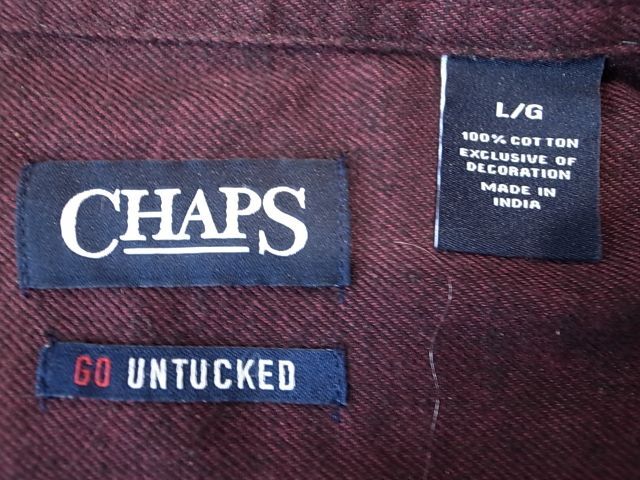 CHAPS
GO UNTUCKED
L/G
100% COTTON
EXCLUSIVE OF
DECORATION
MADE IN
INDIA